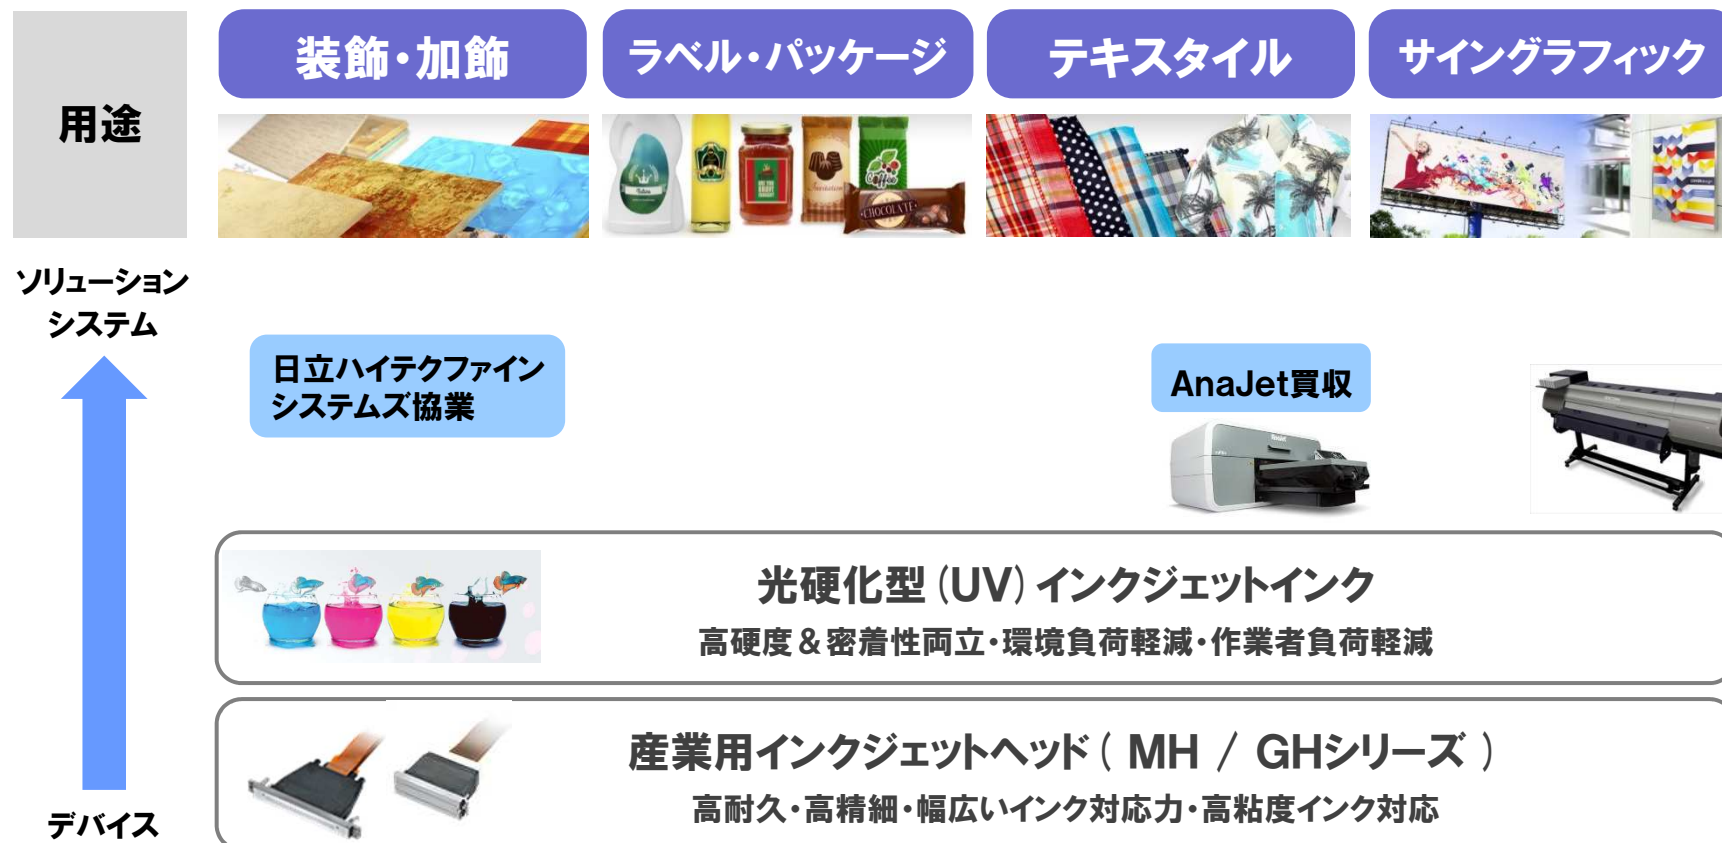 用途
装飾・加飾
ラベル・パッケージ
テキスタイル
サイングラフィック
CHOCOLATE
Coffee
ソリューション
システム
日立ハイテクファイン
システムズ協業
AnaJet買収
光硬化型(UV)インクジェットインク
高硬度&密着性両立・環境負荷軽減・作業者負荷軽減
産業用インクジェットヘッド( MH / GHシリーズ )
高耐久・高精細・幅広いインク対応力・高粘度インク対応
デバイス